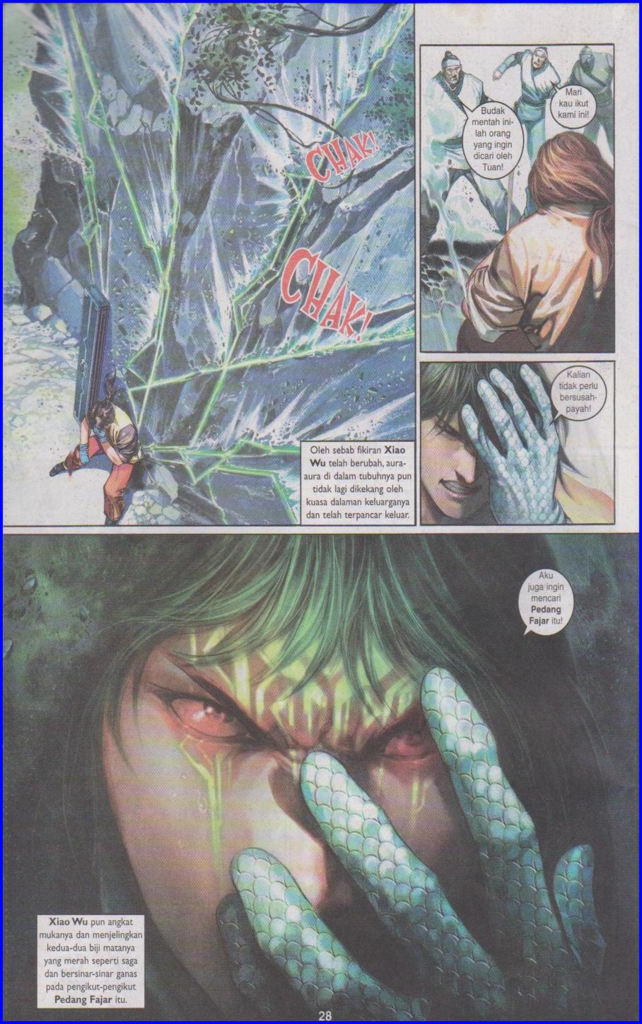 CHAK!
CHAK!
Oleh sebab fikiran Xiao
Wu telah berubah, aura-
aura di dalam tubuhnya pun
tidak lagi dikekang oleh
kuasa dalaman keluarganya
dan telah terpancar keluar.
Budak
mentah ini-
lah orang
yang ingin
dicari oleh
Tuan!
Mari
kau ikut
kami ini!
Kalian
tidak perlu
bersusah-
payah!
Aku
juga ingin
mencari
Pedang
Fajar itu!
Xiao Wu pun angkat
mukanya dan menjelingkan
kedua-dua biji matanya
yang merah seperti saga
dan bersinar-sinar ganas
pada pengikut-pengikut
Pedang Fajar itu.
28